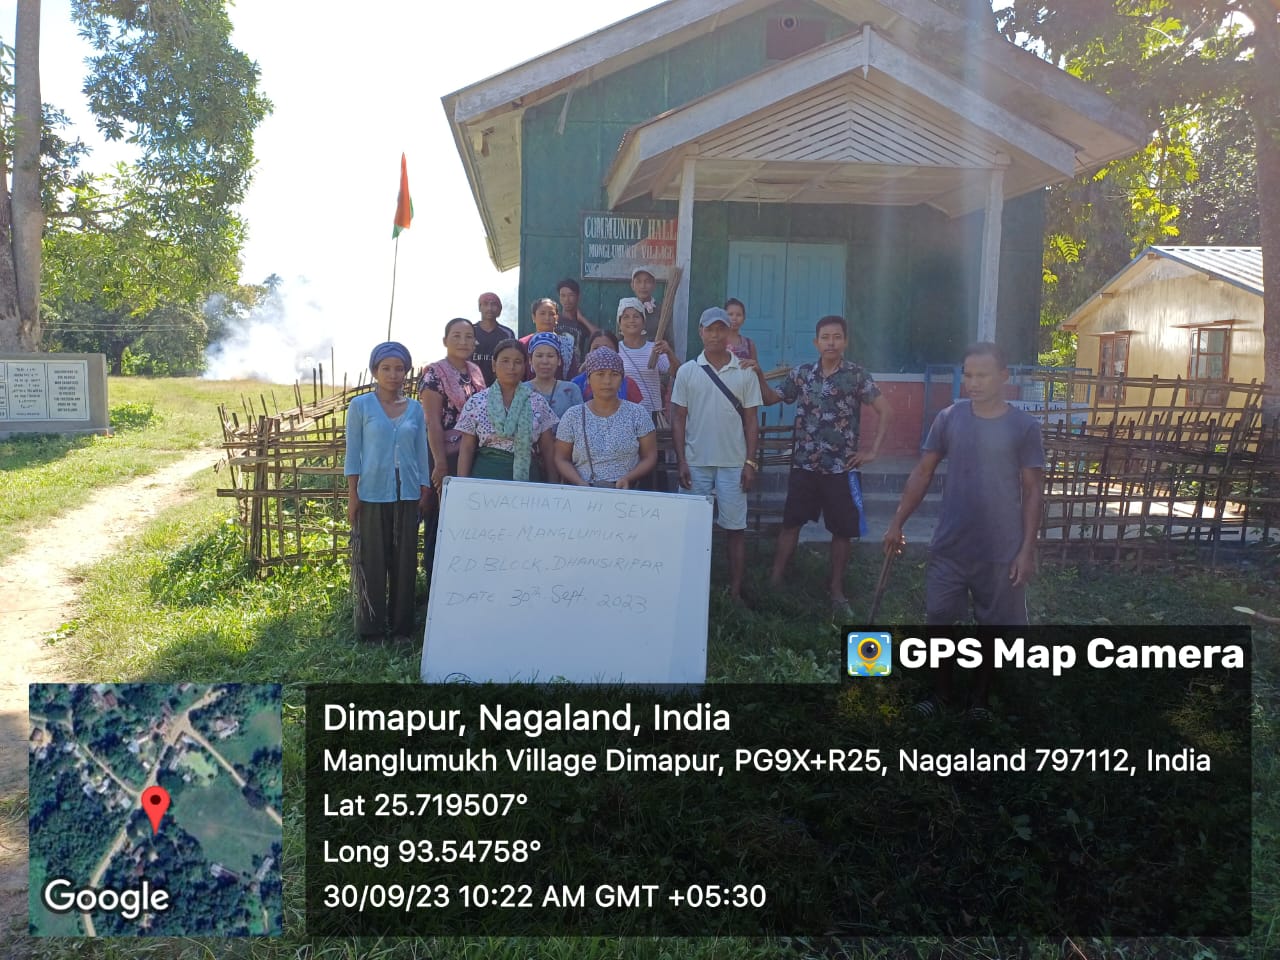 COMMUNITY HALL
MONGLUMUKH VILLAGE
SWACHHATA HI SEVA
VILLAGE-MANGLUMUKH
R.D BLOCK. DHANSIRIPAR
DATE 30th Sept. 2023
GPS Map Camera
Dimapur, Nagaland, India
Manglumukh Village Dimapur, PG9X+R25, Nagaland 797112, India
Lat 25.719507°
Long 93.54758°
30/09/23 10:22 AM GMT +05:30
Google